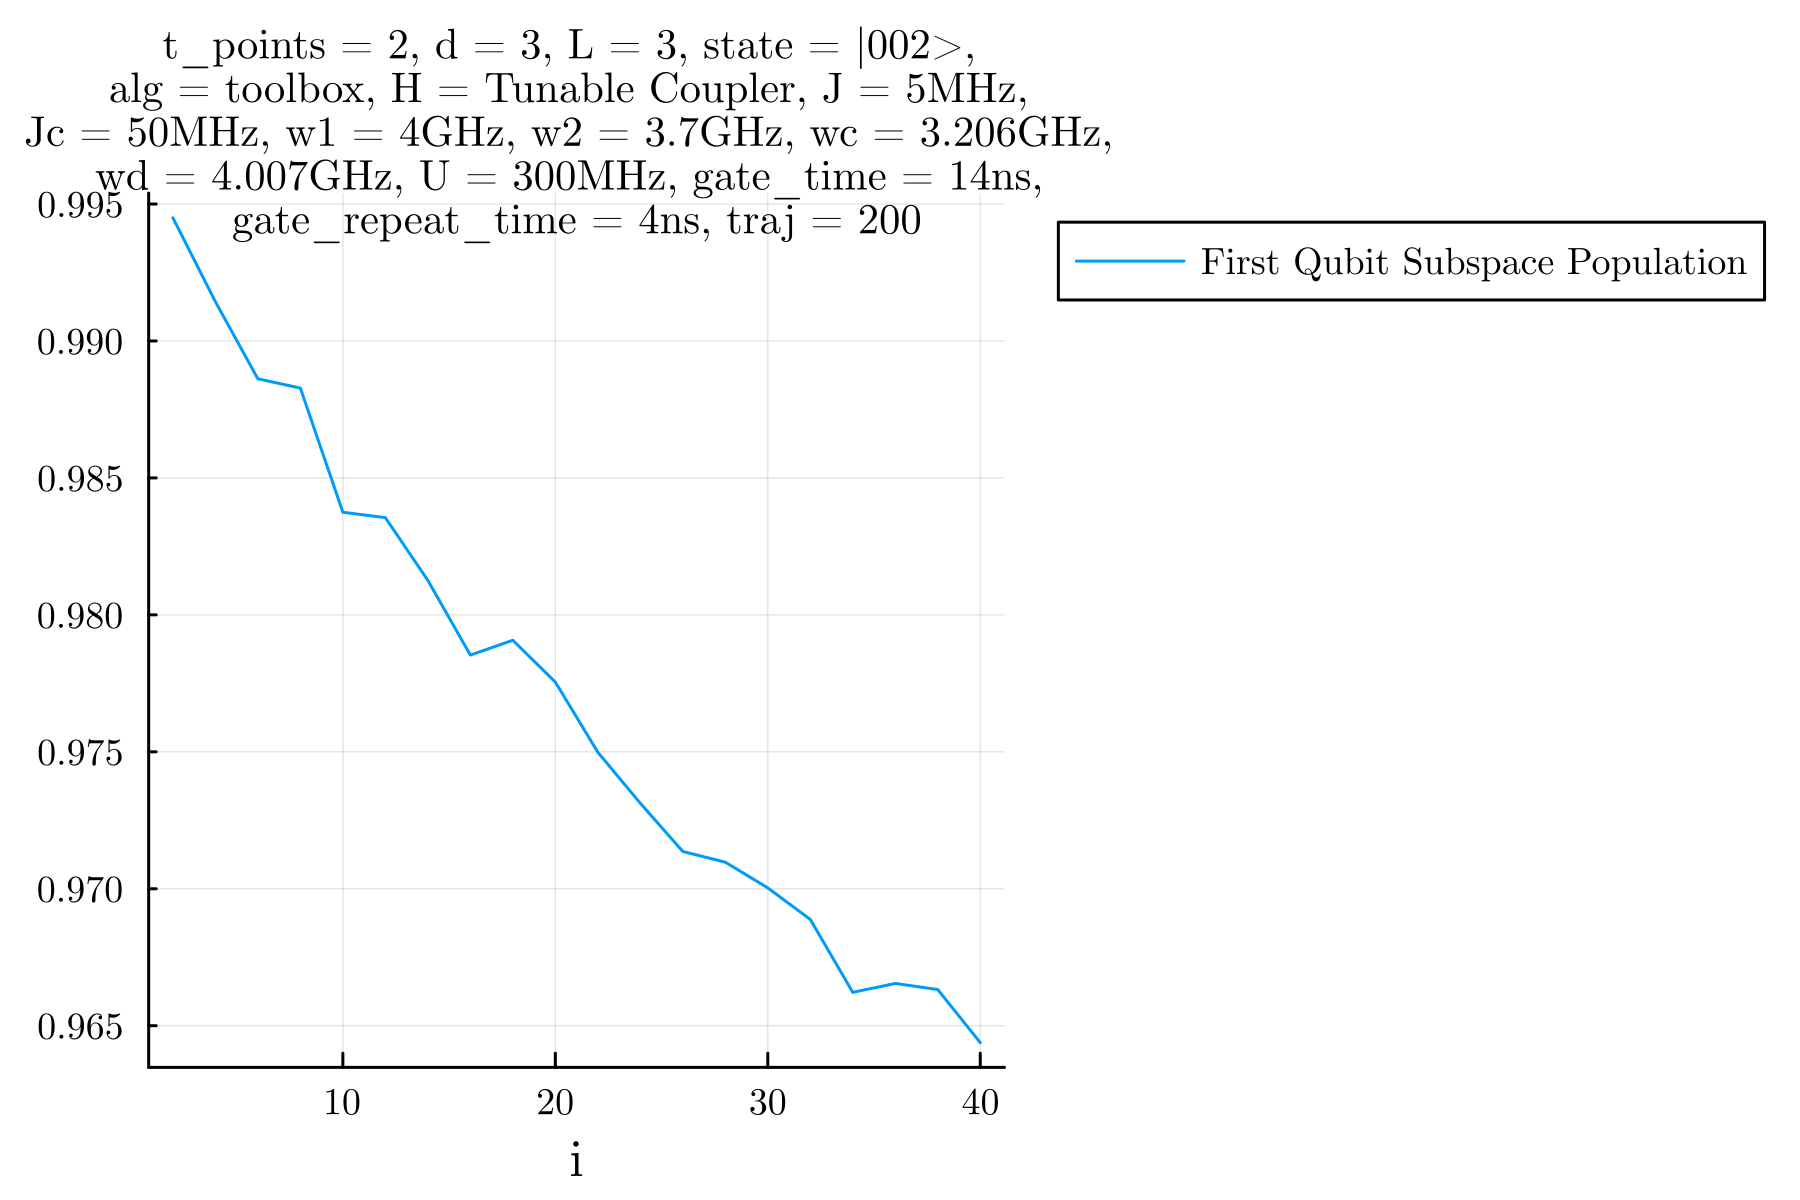 t_points = 2, d = 3, L = 3, state = |002>,
alg = toolbox, H = Tunable Coupler, J = 5MHz,
Jc = 50MHz, w1 = 4GHz, w2 = 3.7GHz, wc = 3.206GHz,
wd = 4.007GHz, U = 300MHz, gate_time = 14ns,
gate_repeat_time = 4ns, traj = 200
First Qubit Subspace Population
0.995
0.990
0.985
0.980
0.975
0.970
0.965
10 20 30 40
i